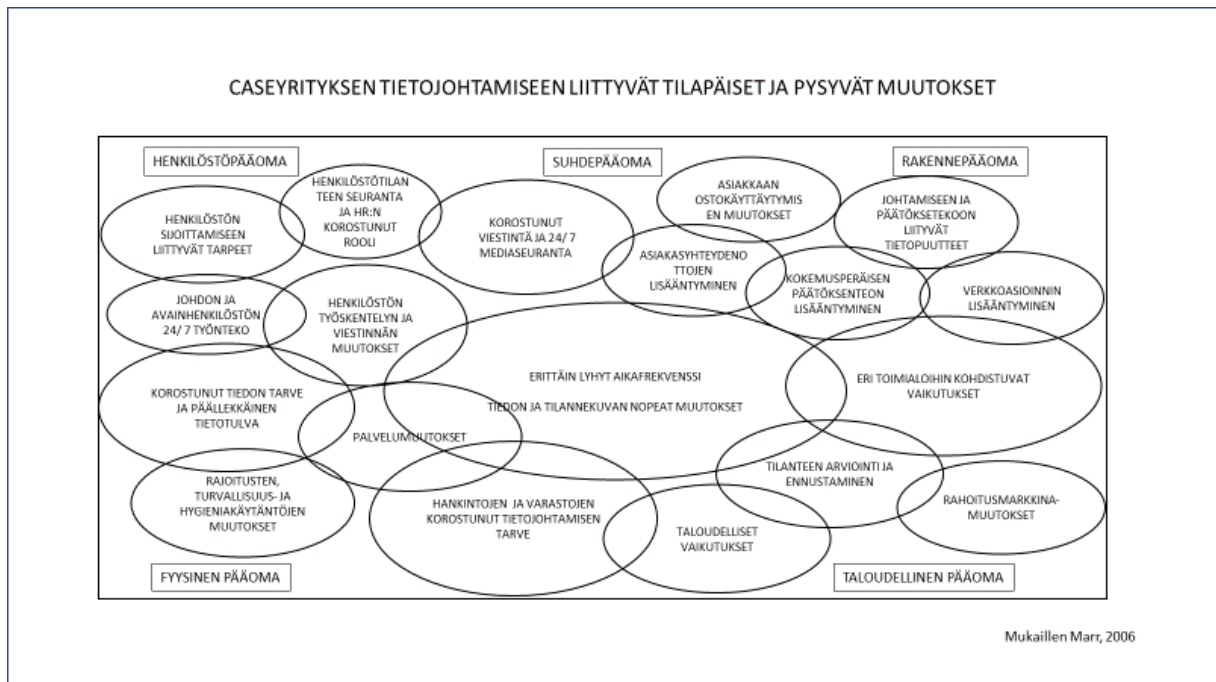 CASEYRITYKSEN TIETOJOHTAMISEEN LIITTYVÄT TILAPÄISET JA PYSYVÄT MUUTOKSET
HENKILÖSTÖPÄÄOMA
SUHDEPÄÄOMA
RAKENNEPÄÄOMA
HENKILÖSTÖN
SIJOITTAMISEEN
LIITTYVÄT TARPEET
HENKILÖSTÖTILAN
TEEN SEURANTA
JA HR:N
KOROSTUNUT
ROOLI
KOROSTUNUT
VIESTINTÄ JA 24/ 7
MEDIASEURANTA
ASIAKKAAN
OSTOKÄYTTÄYTYMIS
EN MUUTOKSET
JOHTAMISEEN JA
PÄÄTÖKSETEKOON
LIITYVÄT
TIETOPUUTTEET
ASIAKASYHTEYDENO
TTOJEN
LISÄÄNTYMINEN
KOKEMUSPERÄISEN
PÄÄTÖKSENTEON
LISÄÄNTYMINEN
VERKKOASIOINNIN
LISÄÄNTYMINEN
JOHDON JA
AVAINHENKILÖSTÖN
24/ 7 TYÖNTEKO
HENKILÖSTÖN
TYÖSKENTELYN JA
VIESTINNÄN
MUUTOKSET
ERITTÄIN LYHYT AIKAFREKVENSSI
TIEDON JA TILANNEKUVAN NOPEAT MUUTOKSET
ERI TOIMIALOIHIN KOHDISTUVAT
VAIKUTUKSET
KOROSTUNUT TIEDON TARVE
JA PÄÄLLEKKÄINEN
TIETOTULVA
PALVELUMUUTOKSET
TILANTEEN ARVIOINTI JA
ENNUSTAMINEN
RAJOITUSTEN,
TURVALLISUUS- JA
HYGIENIAKÄYTÄNTÖJEN
MUUTOKSET
HANKINTOJEN JA VARASTOJEN
KOROSTUNUT TIETOJOHTAMISEN
TARVE
TALOUDELLISET
VAIKUTUKSET
RAHOITUSMARKKINA-
MUUTOKSET
FYYSINEN PÄÄOMA
TALOUDELLINEN PÄÄOMA
Mukaillen Marr, 2006